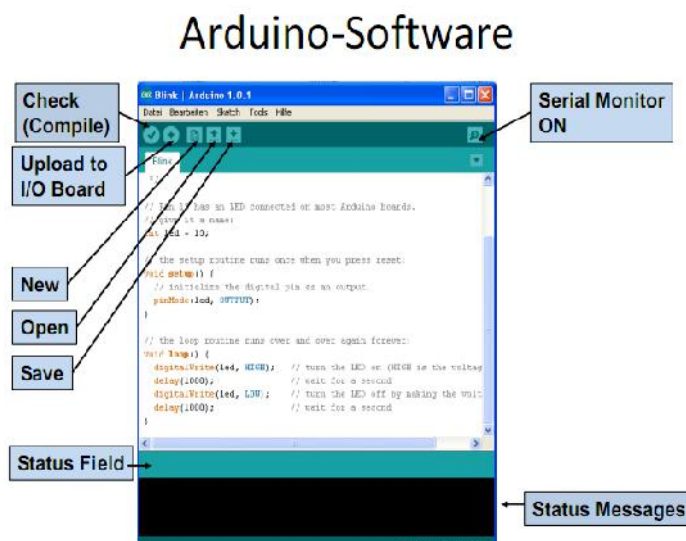 Arduino-Software
Check
(Compile)
Upload to
I/O Board
New
Open
Save
Status Field
Serial Monitor
ON
Status Messages
Blink | Arduino 1.0.1
Datei Bearbeiten Sketch Tools Hilfe
Blink
*/
// Pin 13 has an LED connected on most Arduino boards.
// give it a name:
int led = 13;
// the setup routine runs once when you press reset:
void setup() {
// initialize the digital pin as an output.
pinMode(led, OUTPUT);
}
// the loop routine runs over and over again forever:
void loop() {
digitalWrite(led, HIGH);   // turn the LED on (HIGH is the voltag
delay(1000);               // wait for a second
digitalWrite(led, LOW);    // turn the LED off by making the volt
delay(1000);               // wait for a second
}